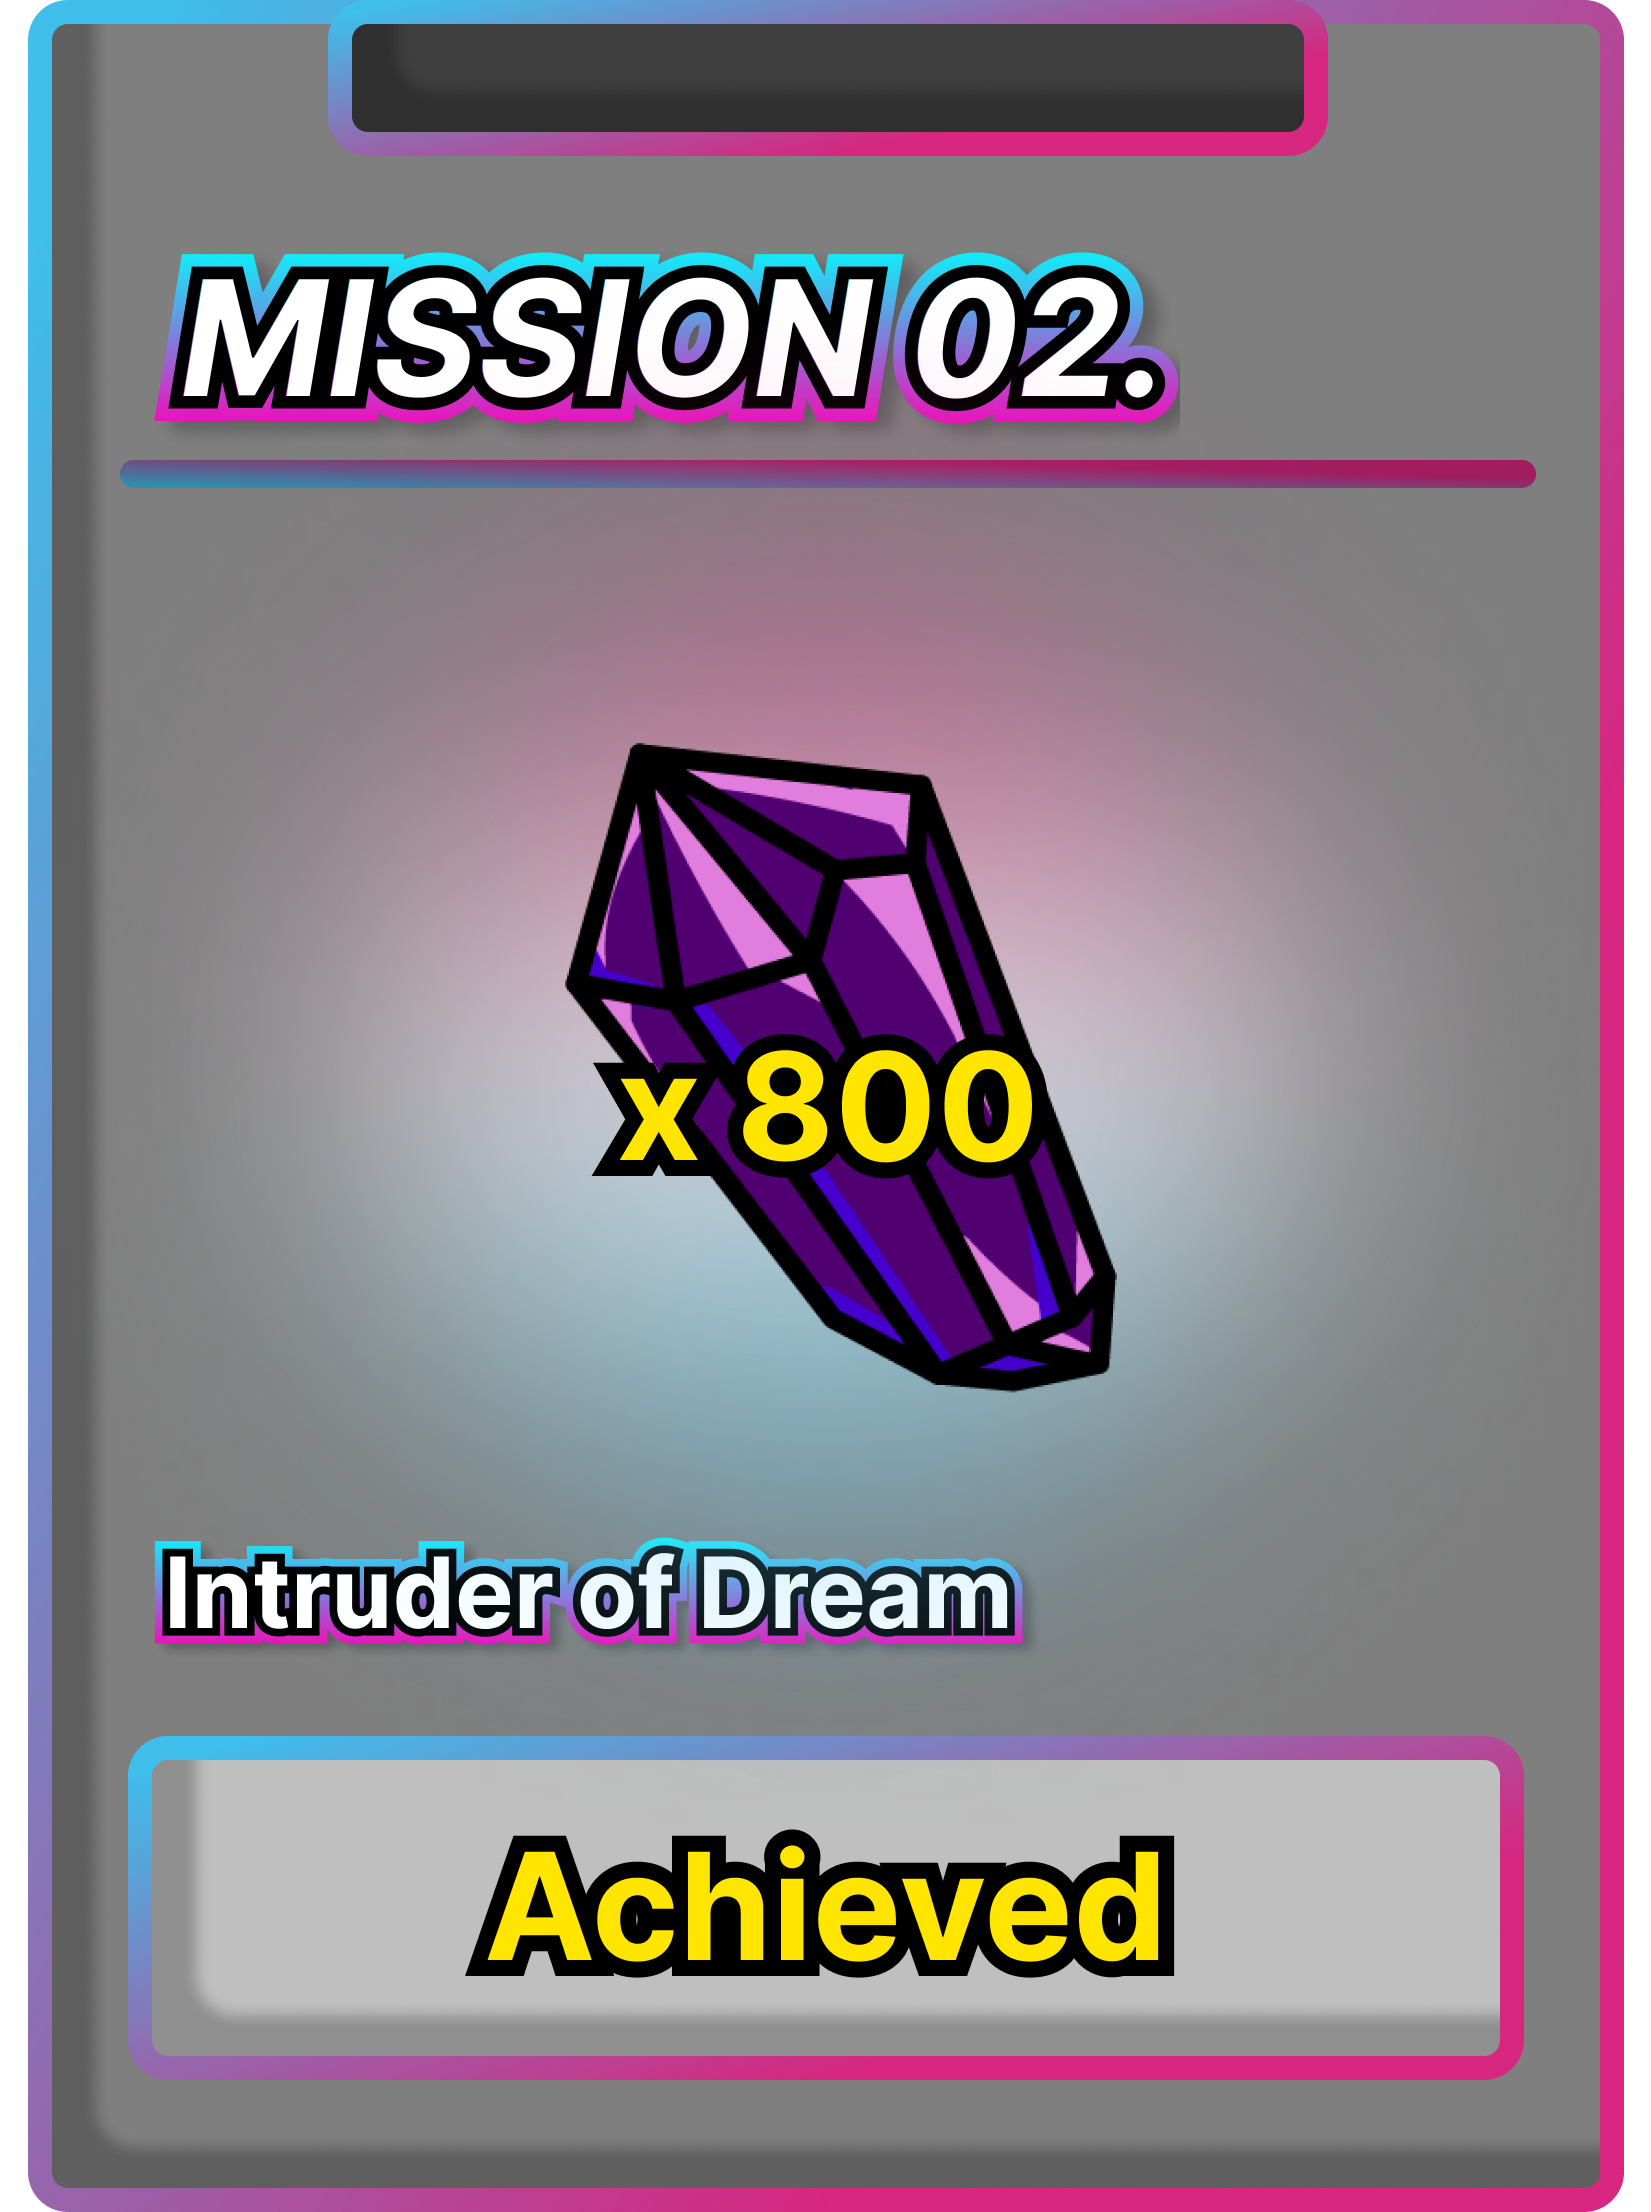 MISSION 02.
x 800
Intruder of Dream
Achieved